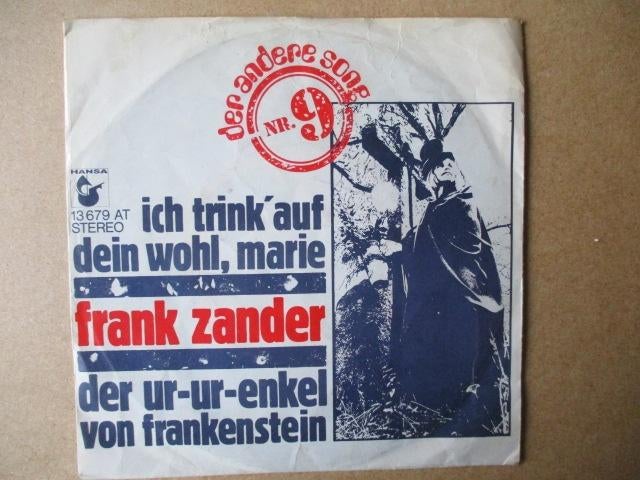 der andere song
NR. 9
HANSA
13 679 AT
STEREO
ich trink´auf
dein wohl, marie
frank zander
der ur-ur-enkel
von frankenstein